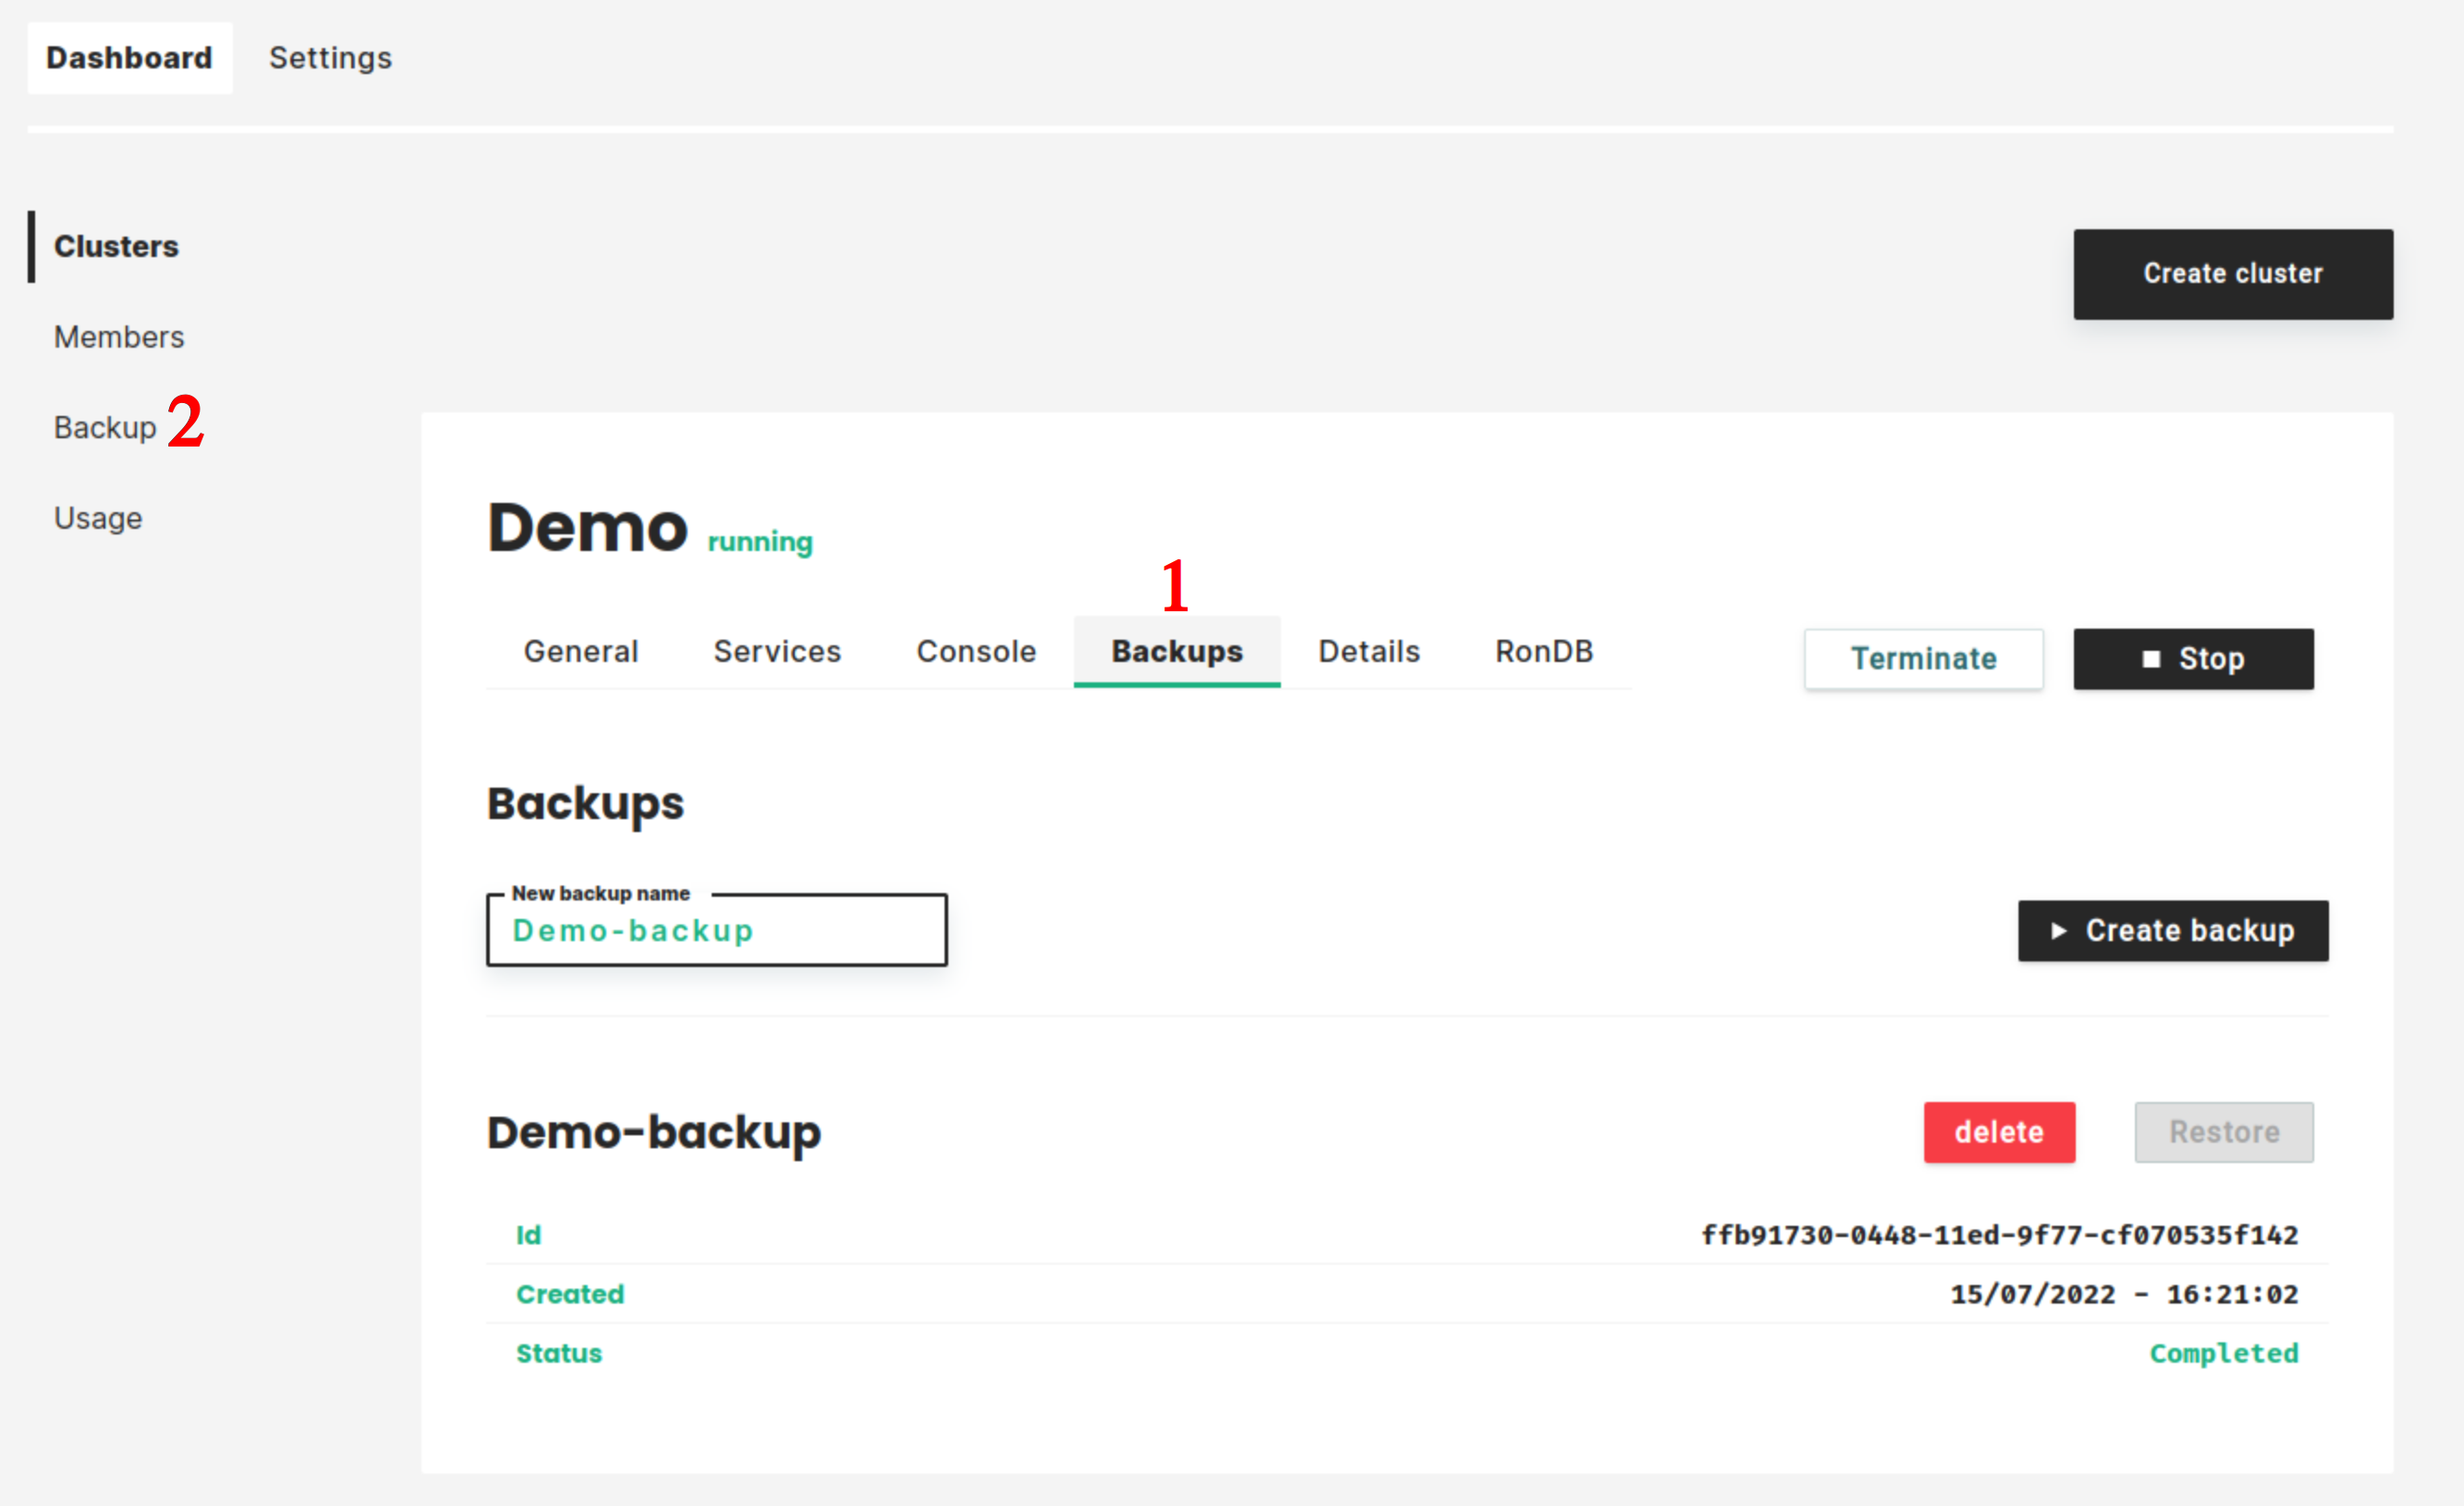 Dashboard Settings
Clusters
Create cluster
Members
Backup 2
Usage
Demo running
1
General Services Console Backups Details RonDB Terminate Stop
Backups
New backup name
Demo-backup
Create backup
Demo-backup delete Restore
Id ffb91730-0448-11ed-9f77-cf070535f142
Created 15/07/2022 - 16:21:02
Status Completed